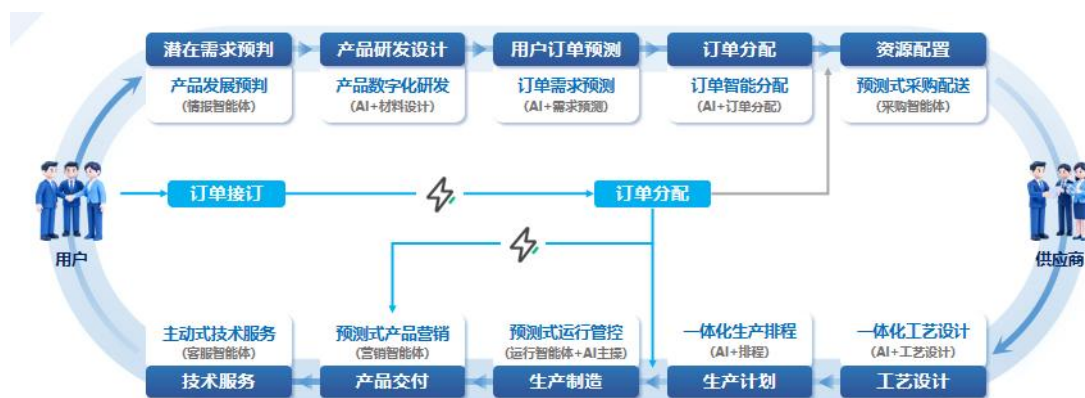 潜在需求预判
产品研发设计
用户订单预测
订单分配
资源配置
产品发展预判
(情报智能体)
产品数字化研发
(AI+材料设计)
订单需求预测
(AI+需求预测)
订单智能分配
(AI+订单分配)
预测式采购配送
(采购智能体)
订单接订
订单分配
用户
供应商
主动式技术服务
(客服智能体)
预测式产品营销
(营销智能体)
预测式运行管控
(运行智能体+AI主操)
一体化生产排程
(AI+排程)
一体化工艺设计
(AI+工艺设计)
技术服务
产品交付
生产制造
生产计划
工艺设计